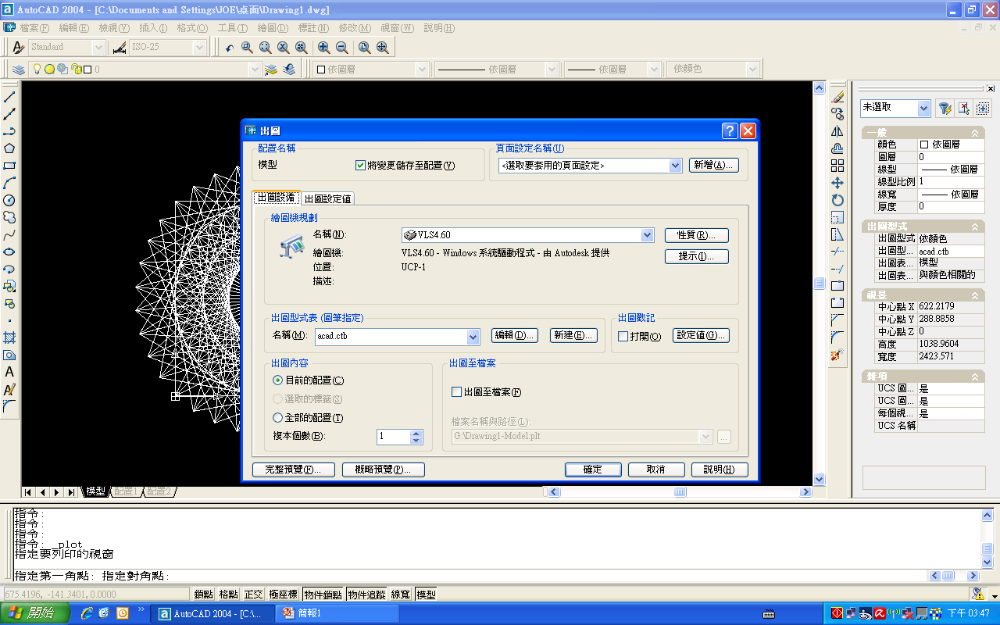 AutoCAD 2004 - [C:\Documents and Settings\JOE\桌面\Drawing1.dwg]
檔案(F) 編輯(E) 檢視(V) 插入(I) 格式(O) 工具(T) 繪圖(D) 標註(N) 修改(M) 視窗(W) 說明(H)
Standard ISO-25
0 依圖層 依圖層 依圖層 依顏色
出圖
配置名稱
模型
將變更儲存至配置(V)
頁面設定名稱(U)
<選取要套用的頁面設定>
新增(A)...
出圖設備 出圖設定值
繪圖機規劃
名稱(N): VLS4.60 性質(R)...
繪圖機: VLS4.60 - Windows 系統驅動程式 - 由 Autodesk 提供 提示(I)...
位置: UCP-1
描述:
出圖型式表 (圖筆指定)
名稱(M): acad.ctb 編輯(D)... 新建(E)...
出圖戳記
打開(O) 設定值(G)...
出圖內容
目前的配置(C)
選取的標籤(S)
全部的配置(T)
複本個數(B): 1
出圖至檔案
出圖至檔案(F)
檔案名稱與路徑(L):
G:\Drawing1-Model.plt ...
完整預覽(F)... 概略預覽(P)... 確定 取消 說明(H)
未選取
一般
顏色 依圖層
圖層 0
線型 依圖層
線型比例 1
線寬 依圖層
厚度 0
出圖型式
出圖型式 依顏色
出圖型... acad.ctb
出圖表... 模型
出圖表... 與顏色相關的
視景
中心點 X 622.2179
中心點 Y 288.8858
中心點 Z 0
高度 1038.9604
寬度 2423.571
雜項
UCS 圖... 是
UCS 圖... 是
每個視... 是
UCS 名稱
模型 配置1 配置2
指令:
指令:
指令:
指令: _plot
指定要列印的視窗
指定第一角點: 指定對角點:
675.4196, -141.3401, 0.0000 鎖點 格點 正交 極座標 物件鎖點 物件追蹤 線寬 模型
開始 AutoCAD 2004 - [C:\... 簡報1 下午 03:47